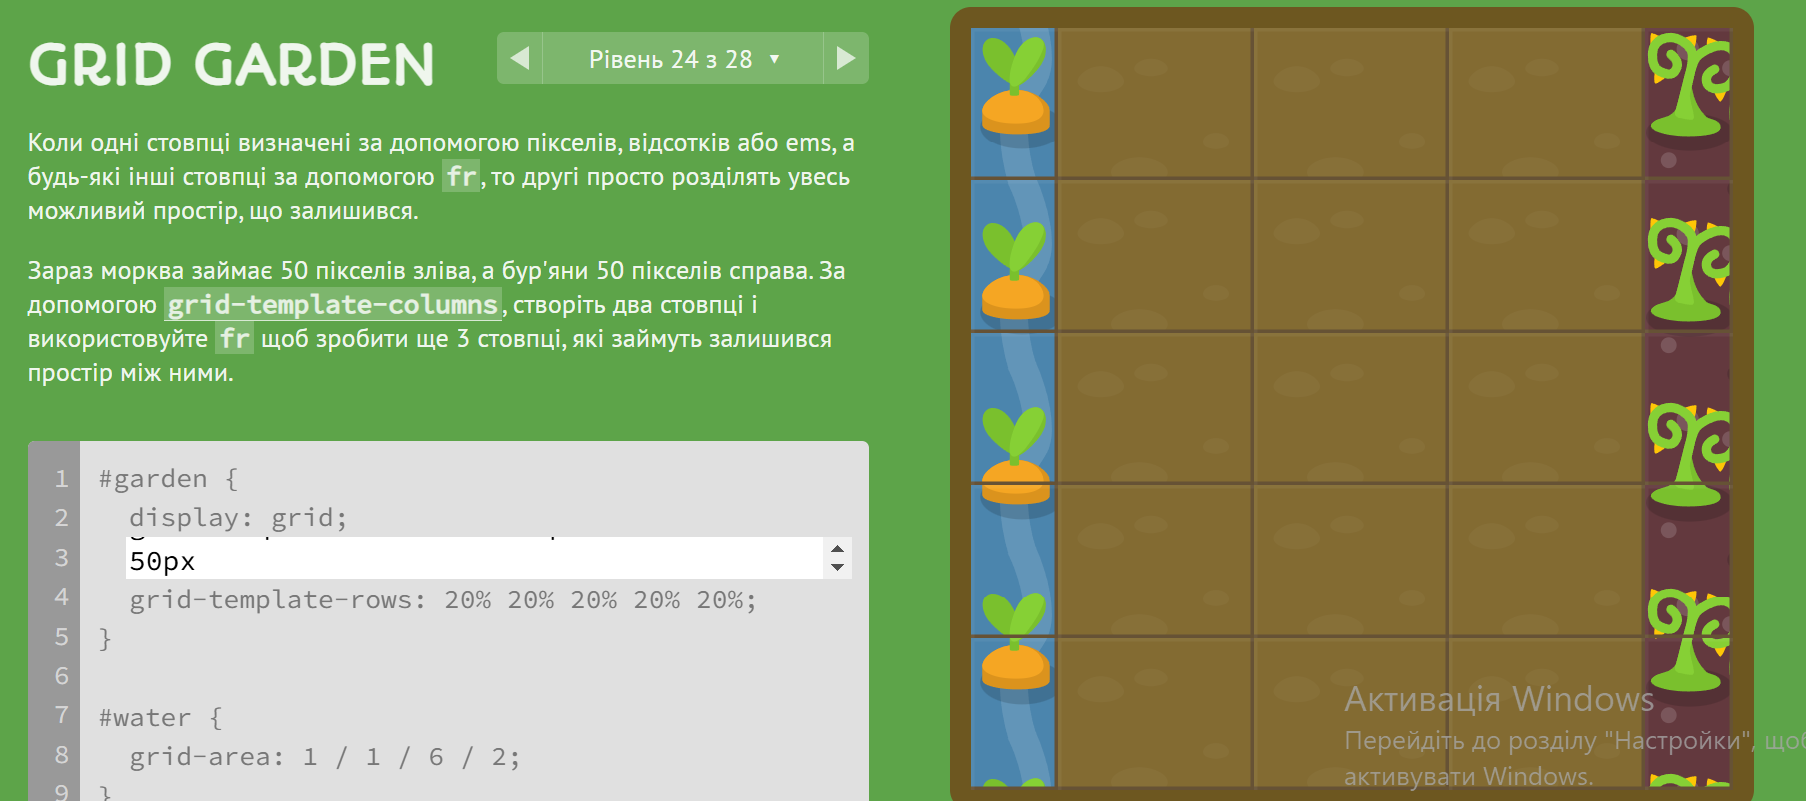 GRID GARDEN
Рівень 24 з 28
Коли одні стовпці визначені за допомогою пікселів, відсотків або ems, а
будь-які інші стовпці за допомогою fr, то другі просто розділять увесь
можливий простір, що залишився.
Зараз морква займає 50 пікселів зліва, а бур'яни 50 пікселів справа. За
допомогою grid-template-columns, створіть два стовпці і
використовуйте fr щоб зробити ще 3 стовпці, які займуть залишився
простір між ними.
1 #garden {
2 display: grid;
3 50px
4 grid-template-rows: 20% 20% 20% 20% 20%;
5 }
6
7 #water {
8 grid-area: 1 / 1 / 6 / 2;
9 }
Активація Windows
Перейдіть до розділу "Настройки", щоб
активувати Windows.